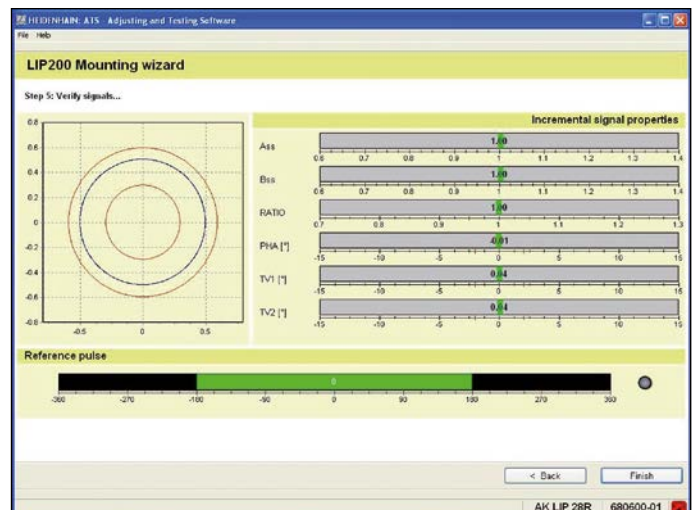 HEIDENHAIN: ATS - Adjusting and Testing Software
File Help
LIP200 Mounting wizard
Step 5: Verify signals...
Incremental signal properties
0.8
0.6
0.4
0.2
0
-0.2
-0.4
-0.6
-0.8
-0.5 0 0.5
Ass
1.00
0.6 0.7 0.8 0.9 1 1.1 1.2 1.3 1.4
Bss
1.00
0.6 0.7 0.8 0.9 1 1.1 1.2 1.3 1.4
RATIO
1.00
0.7 0.8 0.9 1 1.1 1.2 1.3
PHA [°]
-0.01
-15 -10 -5 0 5 10 15
TV1 [°]
0.04
-15 -10 -5 0 5 10 15
TV2 [°]
0.04
-15 -10 -5 0 5 10 15
Reference pulse
0
-360 -270 -180 -90 0 90 180 270 360
< Back Finish
AK LIP 28R 680600-01